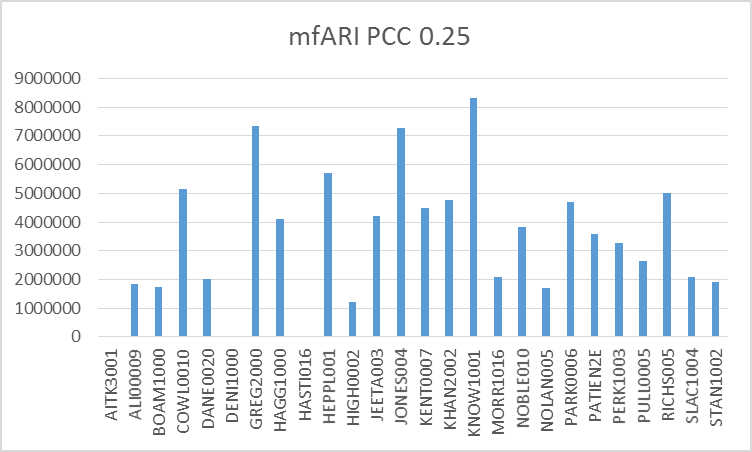 mfARI PCC 0.25
9000000
8000000
7000000
6000000
5000000
4000000
3000000
2000000
1000000
0
AITK3001
ALI00009
BOAM1000
COWL0010
DANE0020
DENI1000
GREG2000
HAGG1000
HASTI016
HEPPL001
HIGH0002
JEETA003
JONES004
KENT0007
KHAN2002
KNOW1001
MORR1016
NOBLE010
NOLAN005
PARK0006
PATIEN2E
PERK1003
PULL0005
RICHS005
SLAC1004
STAN1002